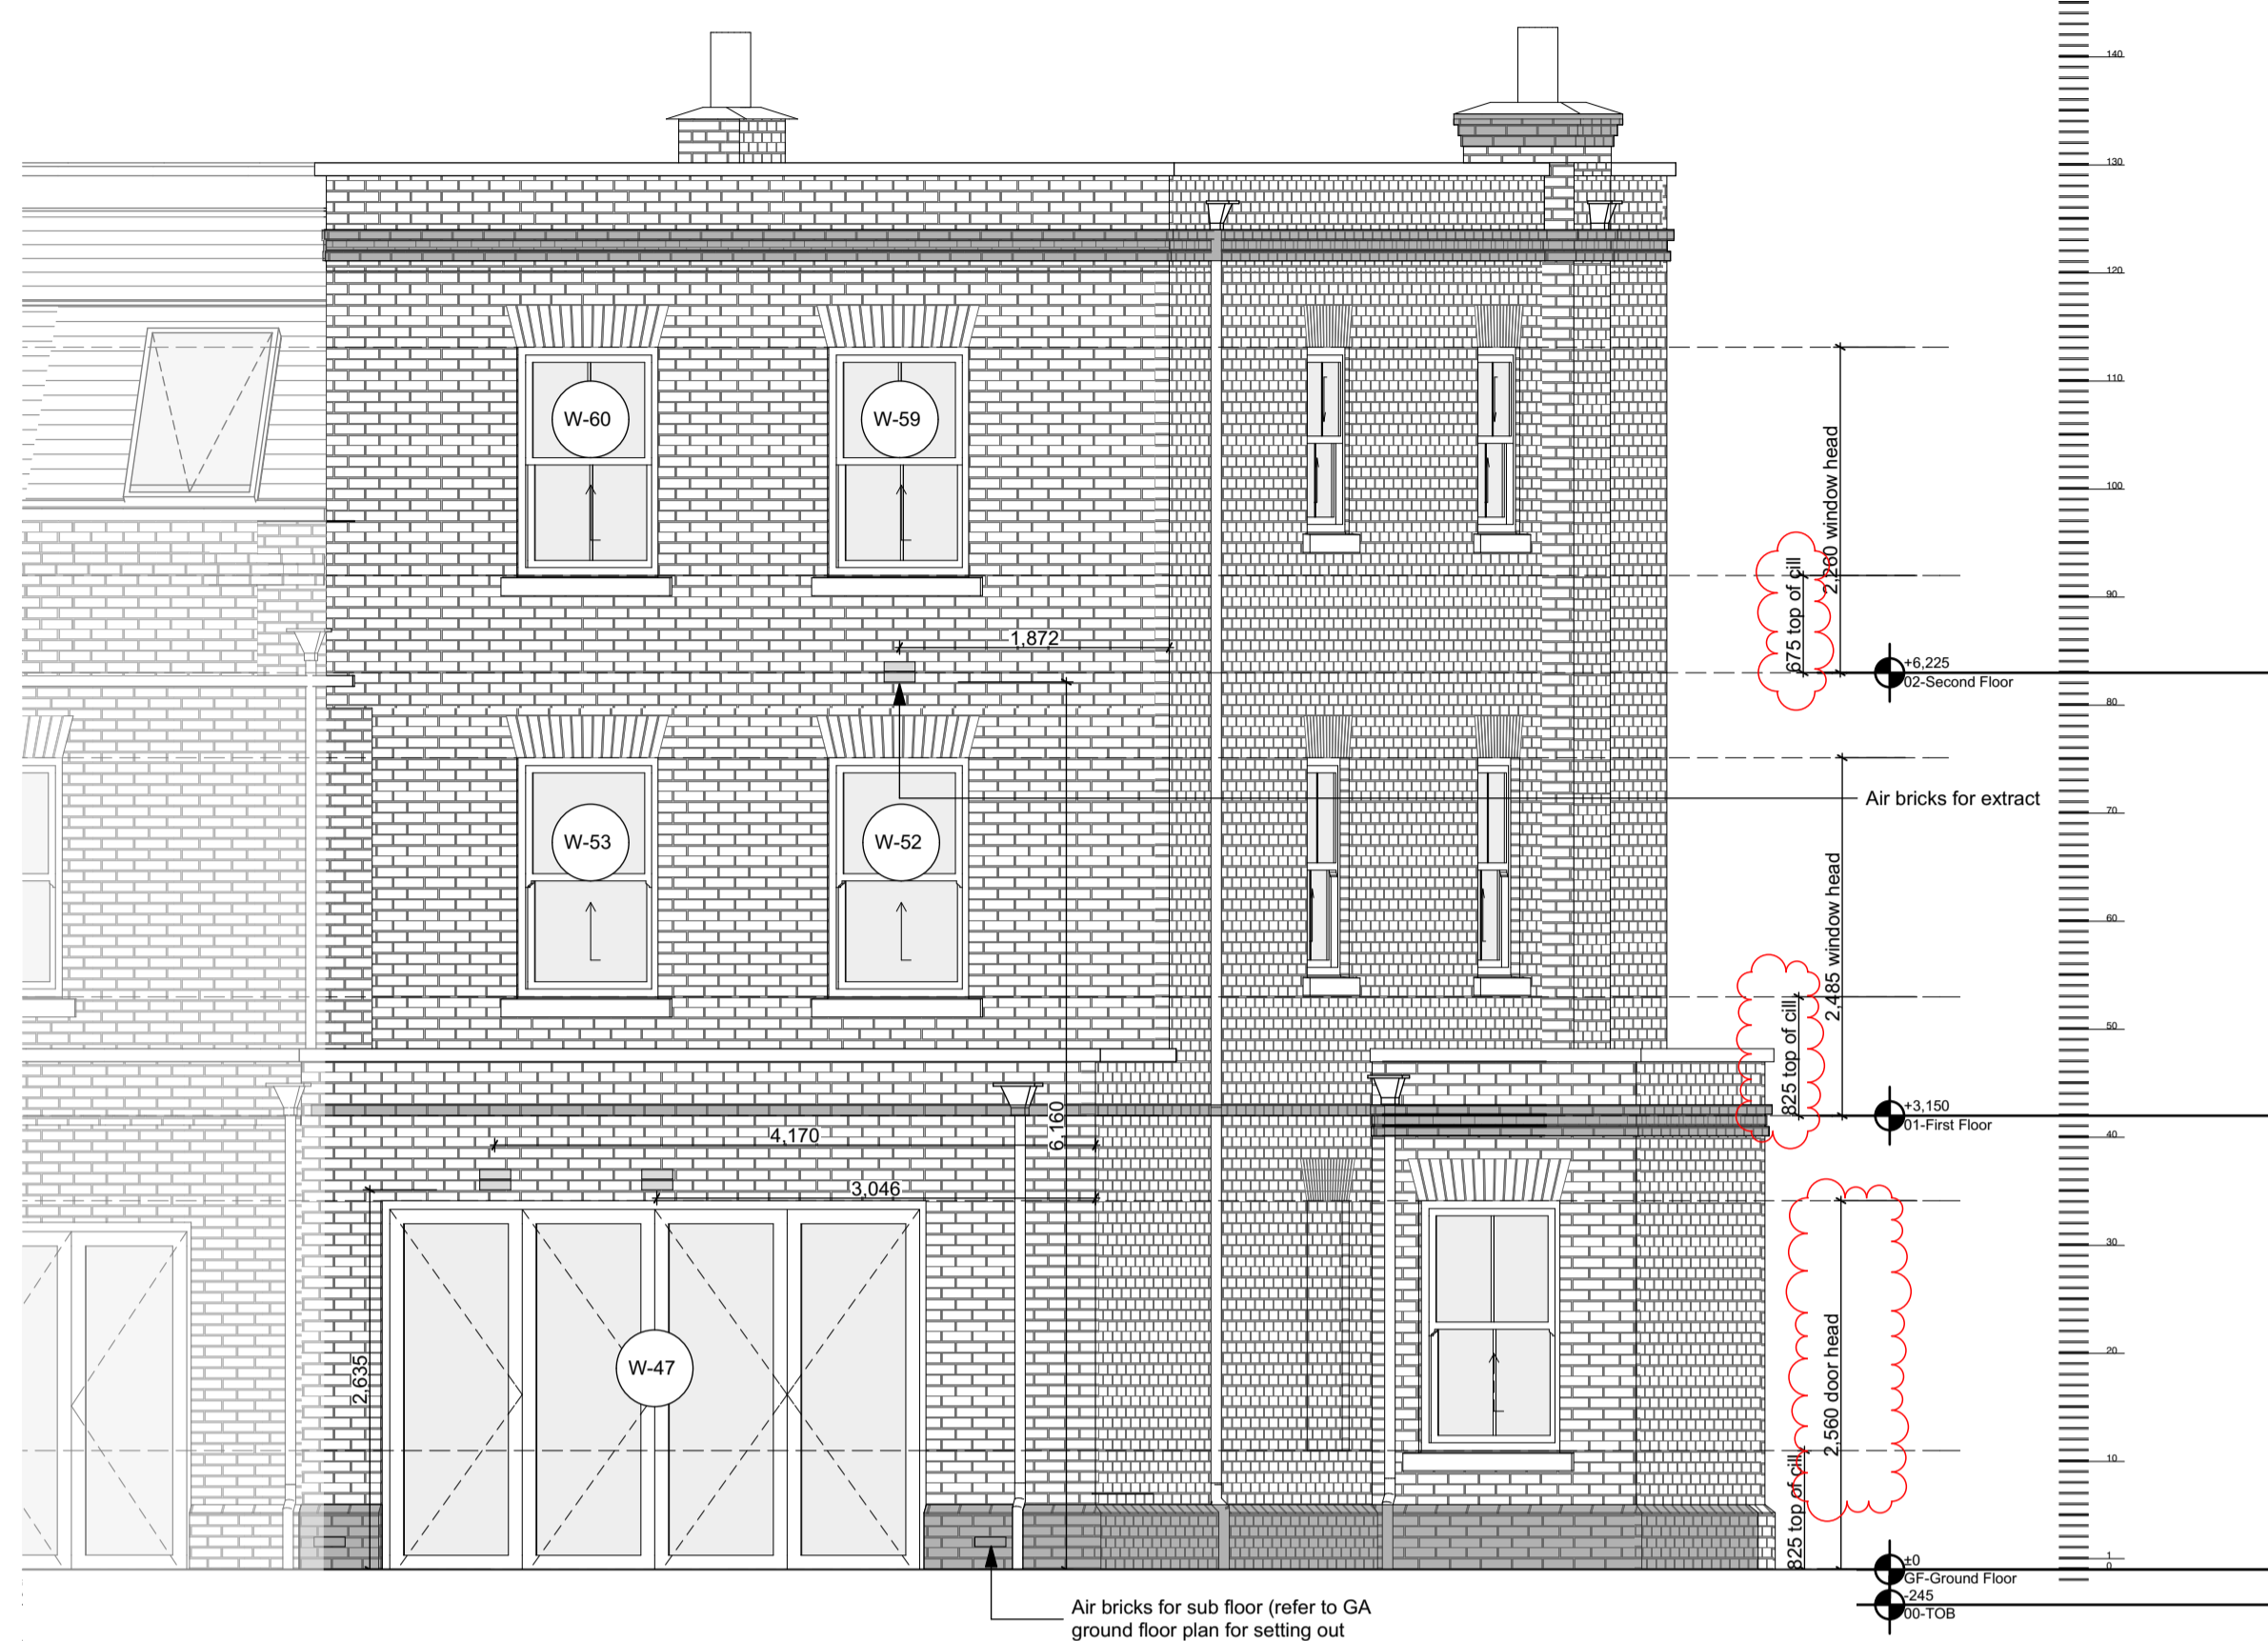 140
130
120
110
W-60
W-59
2,260 window head
100
675 top of cill
90
1,872
+6,225
02-Second Floor
80
Air bricks for extract
70
W-53
W-52
2,485 window head
60
50
825 top of cill
+3,150
01-First Floor
6,160
4,170
40
3,046
30
2,635
2,560 door head
20
W-47
10
825 top of cill
1
0
±0
GF-Ground Floor
-245
00-TOB
Air bricks for sub floor (refer to GA
ground floor plan for setting out